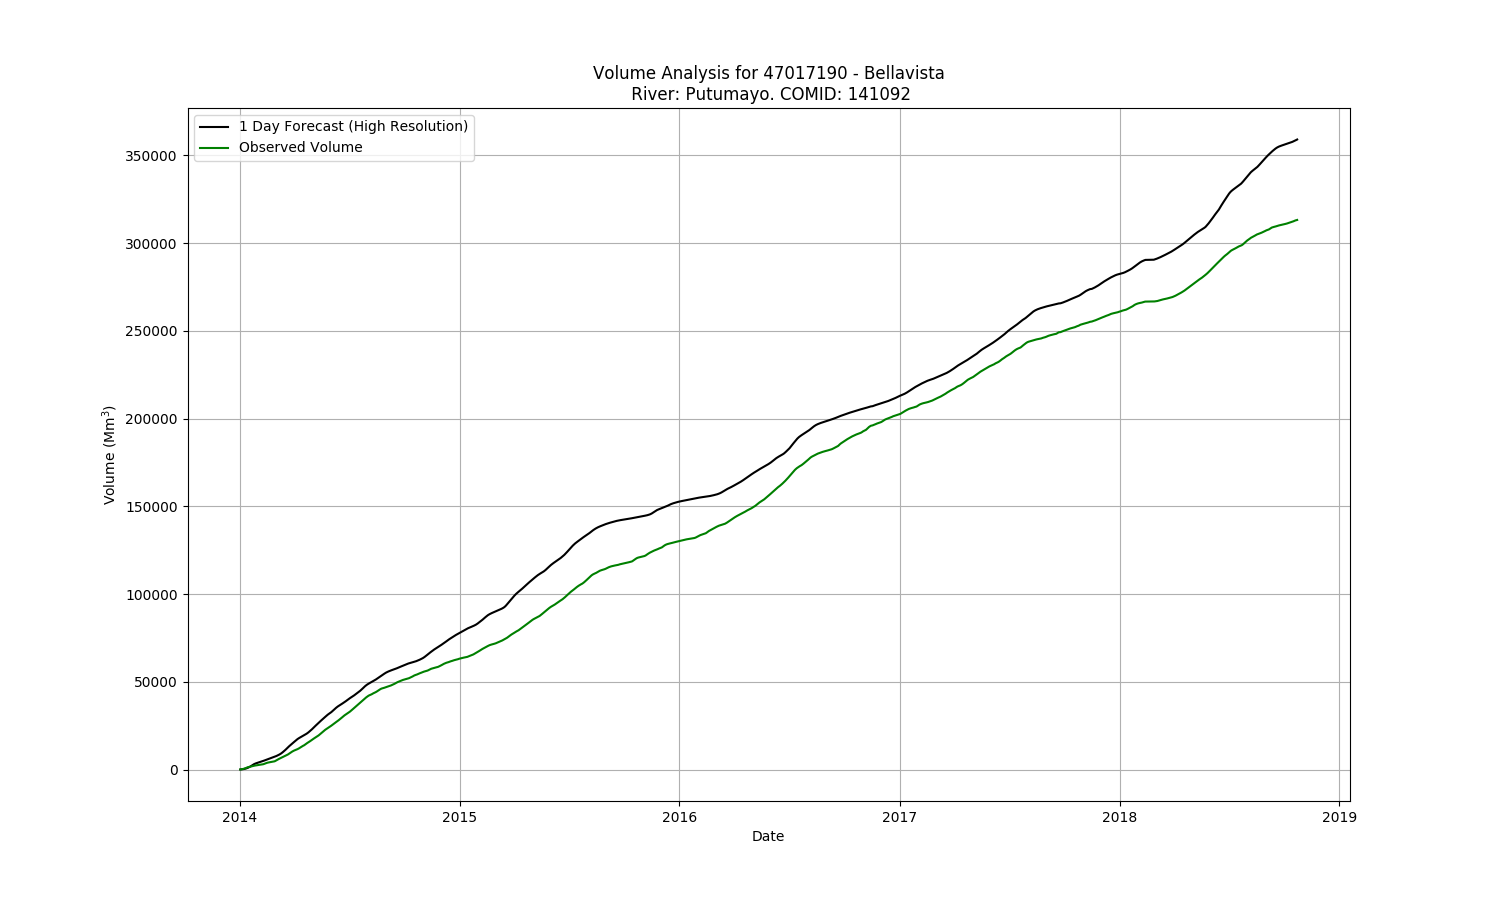 Volume Analysis for 47017190 - Bellavista
River: Putumayo. COMID: 141092
1 Day Forecast (High Resolution)
Observed Volume
350000
300000
250000
200000
150000
100000
50000
0
Volume (Mm³)
2014 2015 2016 2017 2018 2019
Date